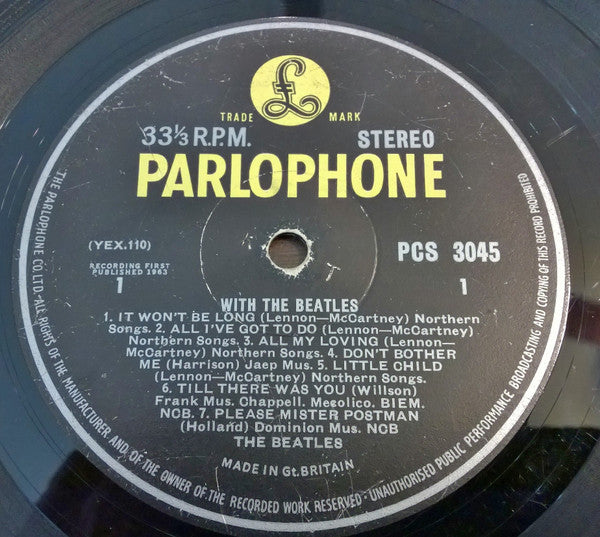 £
TRADE MARK
33⅓ R.P.M. STEREO
PARLOPHONE
(YEX.110) PCS 3045
RECORDING FIRST
PUBLISHED 1963
1 1
WITH THE BEATLES
1. IT WON'T BE LONG (Lennon—McCartney) Northern
Songs. 2. ALL I'VE GOT TO DO (Lennon—McCartney)
Northern Songs. 3. ALL MY LOVING (Lennon—
McCartney) Northern Songs. 4. DON'T BOTHER
ME (Harrison) Jaep Mus. 5. LITTLE CHILD
(Lennon—McCartney) Northern Songs.
6. TILL THERE WAS YOU (Willson)
Frank Mus. Chappell. Mecolico. BIEM.
NCB. 7. PLEASE MISTER POSTMAN
(Holland) Dominion Mus. NCB
THE BEATLES
MADE IN Gt. BRITAIN
THE PARLOPHONE CO. LTD.—ALL RIGHTS OF THE MANUFACTURER AND OF THE OWNER OF THE RECORDED WORK RESERVED · UNAUTHORISED PUBLIC PERFORMANCE BROADCASTING AND COPYING OF THIS RECORD PROHIBITED